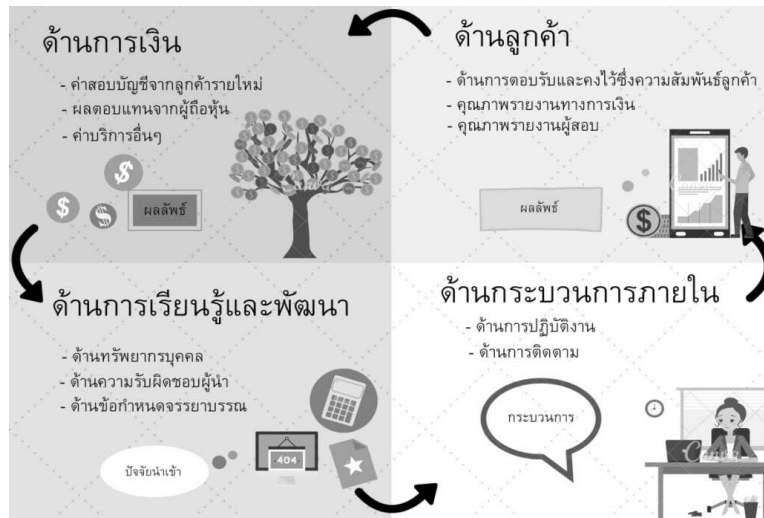 ด้านการเงิน
- ค่าสอบบัญชีจากลูกค้ารายใหม่
- ผลตอบแทนจากผู้ถือหุ้น
- ค่าบริการอื่นๆ
$
$
$
ผลลัพธ์
Canva
ด้านลูกค้า
- ด้านการตอบรับและคงไว้ซึ่งความสัมพันธ์ลูกค้า
- คุณภาพรายงานทางการเงิน
- คุณภาพรายงานผู้สอบ
ผลลัพธ์
$
Canva
ด้านการเรียนรู้และพัฒนา
- ด้านทรัพยากรบุคคล
- ด้านความรับผิดชอบผู้นำ
- ด้านข้อกำหนดจรรยาบรรณ
ปัจจัยนำเข้า
404
ด้านกระบวนการภายใน
- ด้านการปฏิบัติงาน
- ด้านการติดตาม
กระบวนการ
Canva